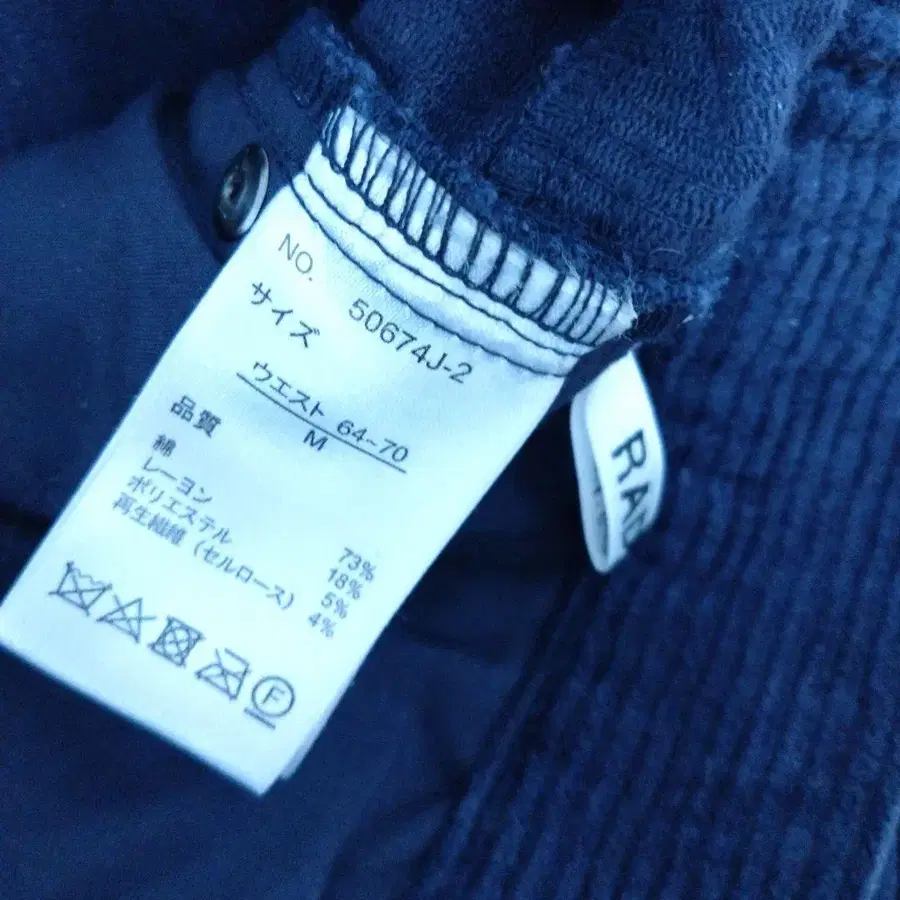 NO. 50674J-2
サイズ
ウエスト 64-70
M
品質
綿 73%
レーヨン 18%
ポリエステル 5%
再生繊維(セルロース) 4%
F